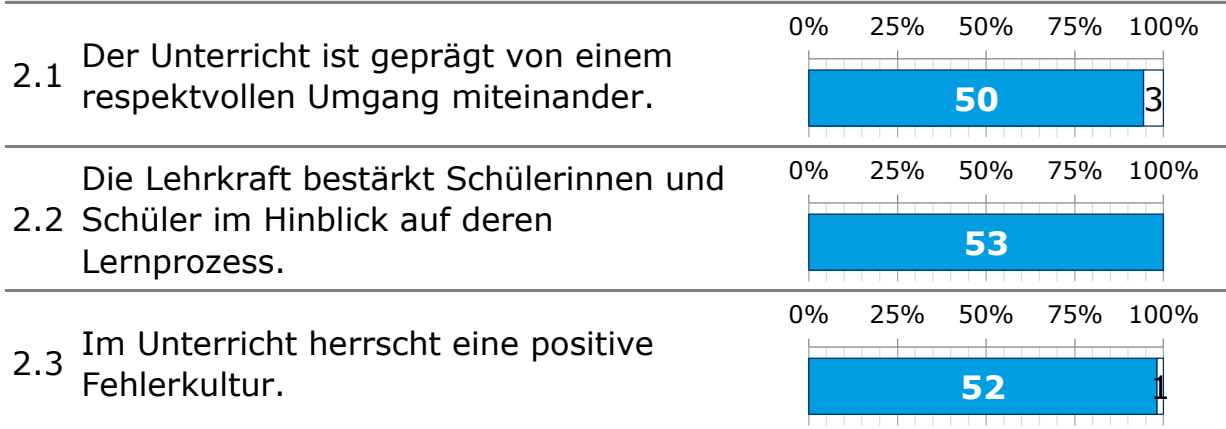 0% 25% 50% 75% 100%
2.1 Der Unterricht ist geprägt von einem
respektvollen Umgang miteinander.
50 3
0% 25% 50% 75% 100%
Die Lehrkraft bestärkt Schülerinnen und
2.2 Schüler im Hinblick auf deren
Lernprozess.
53
0% 25% 50% 75% 100%
2.3 Im Unterricht herrscht eine positive
Fehlerkultur.
52 1